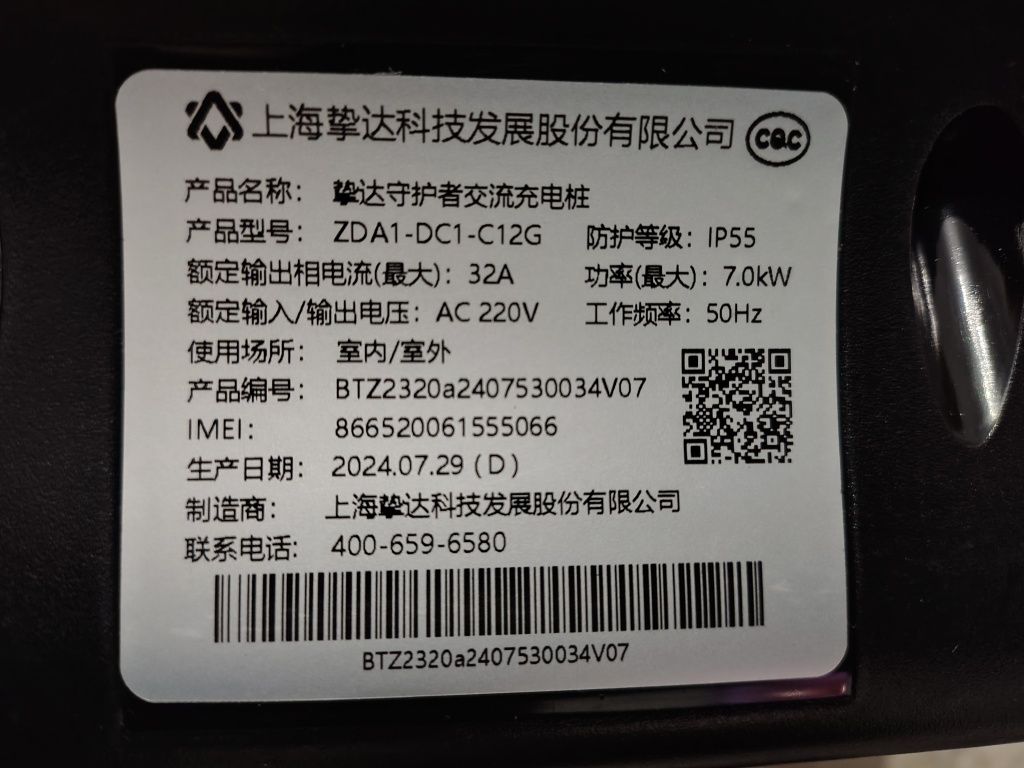 上海挚达科技发展股份有限公司 CQC
产品名称： 挚达守护者交流充电桩
产品型号： ZDA1-DC1-C12G 防护等级：IP55
额定输出相电流(最大)：32A 功率(最大)：7.0kW
额定输入/输出电压：AC 220V 工作频率：50Hz
使用场所： 室内/室外
产品编号： BTZ2320a2407530034V07
IMEI： 866520061555066
生产日期： 2024.07.29（D）
制造商： 上海挚达科技发展股份有限公司
联系电话: 400-659-6580
BTZ2320a2407530034V07